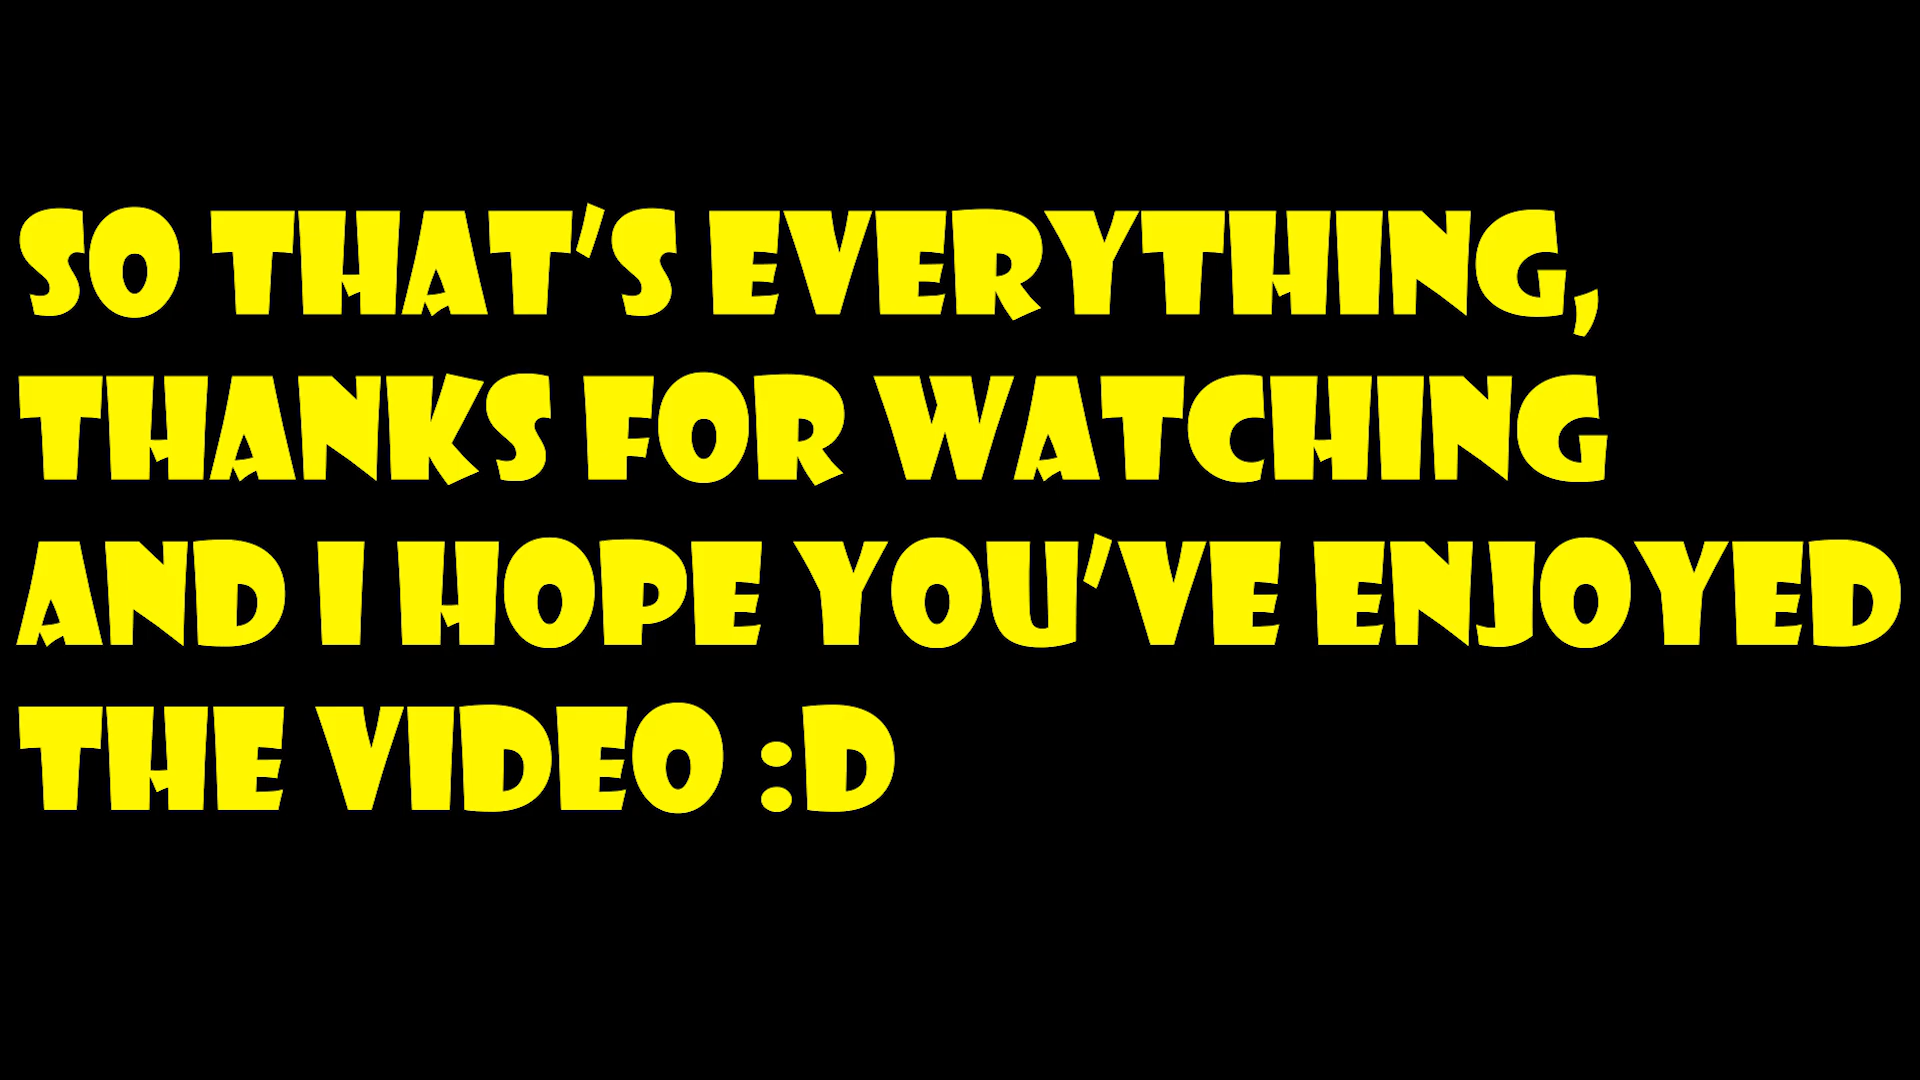 SO THAT'S EVERYTHING,
THANKS FOR WATCHING
AND I HOPE YOU'VE ENJOYED
THE VIDEO :D